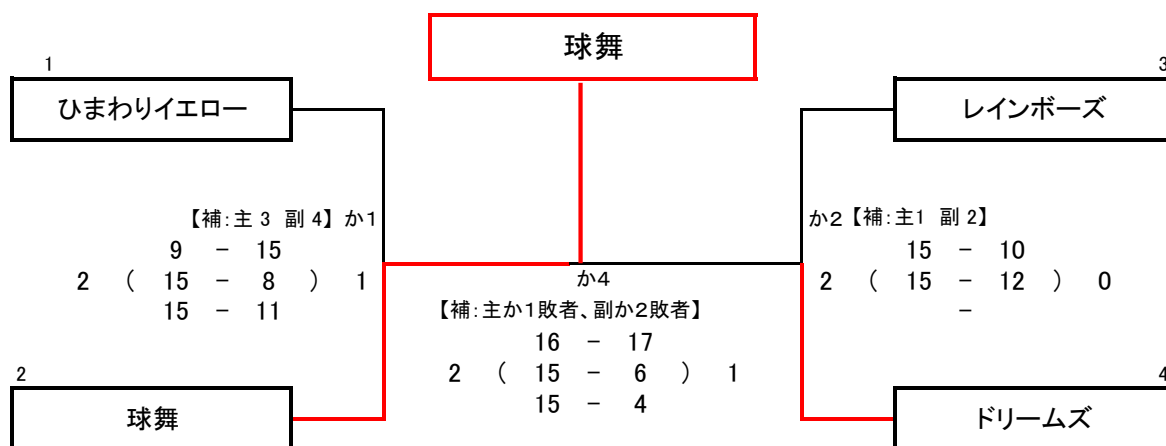 球舞
1
ひまわりイエロー
3
レインボーズ
【補:主 3 副 4】 か1
9 － 15
2 ( 15 － 8 ) 1
15 － 11
か2 【補:主1 副 2】
15 － 10
2 ( 15 － 12 ) 0
－
か4
【補:主か1敗者、副か2敗者】
16 － 17
2 ( 15 － 6 ) 1
15 － 4
2
球舞
4
ドリームズ